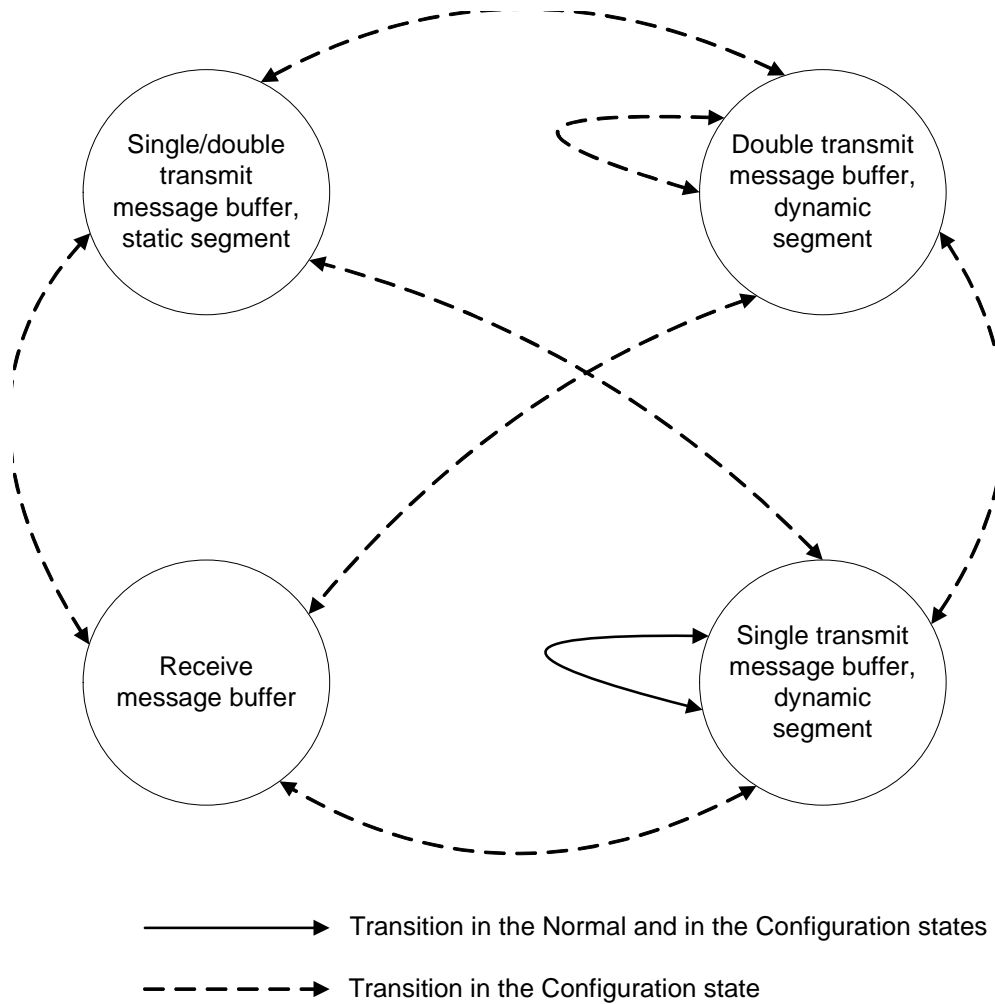 Single/double
transmit
message buffer,
static segment
Double transmit
message buffer,
dynamic
segment
Receive
message buffer
Single transmit
message buffer,
dynamic
segment
Transition in the Normal and in the Configuration states
Transition in the Configuration state